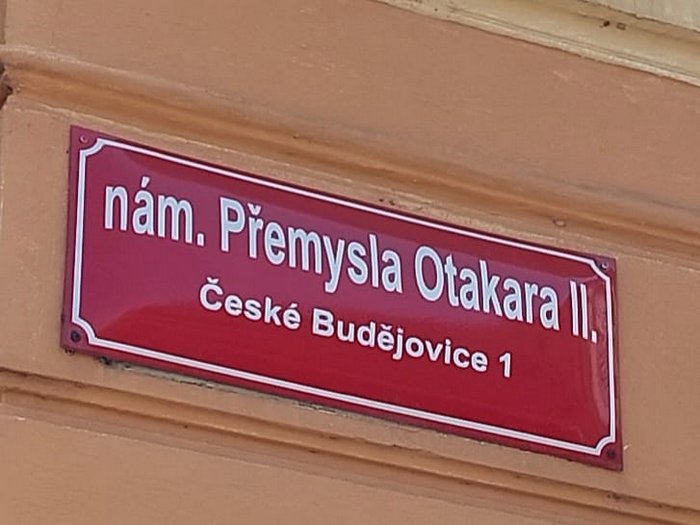 nám. Přemysla Otakara II.
České Budějovice 1